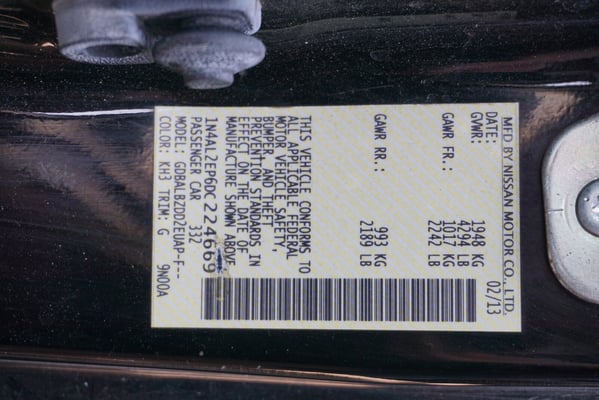 MFD BY NISSAN MOTOR CO., LTD.
DATE: 02/13
GVWR: 1948 KG
4294 LB
GAWR FR.: 1017 KG
2242 LB
GAWR RR.: 993 KG
2189 LB
THIS VEHICLE CONFORMS TO
ALL APPLICABLE FEDERAL
MOTOR VEHICLE SAFETY,
BUMPER, AND THEFT
PREVENTION STANDARDS IN
EFFECT ON THE DATE OF
MANUFACTURE SHOWN ABOVE
1N4AL2EP6DC224669
PASSENGER CAR 332
MODEL: GDBALBZDD2EUAP-F--
COLOR: KH3 TRIM: G 9N00A